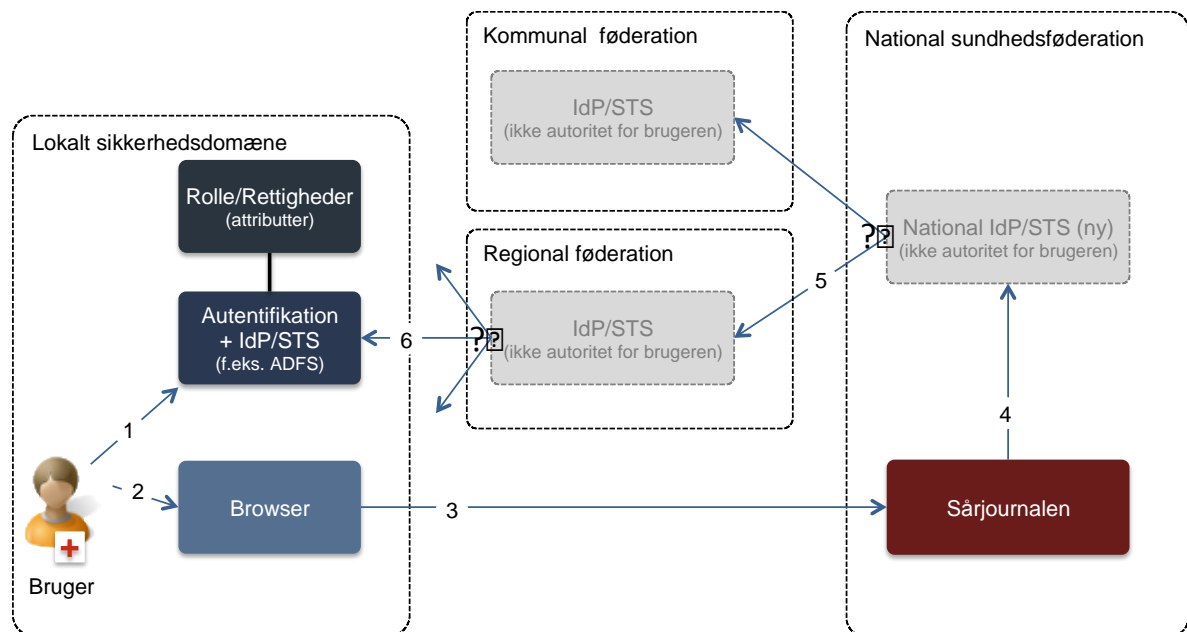 Kommunal føderation
IdP/STS
(ikke autoritet for brugeren)
National sundhedsføderation
National IdP/STS (ny)
(ikke autoritet for brugeren)
??
Lokalt sikkerhedsdomæne
Rolle/Rettigheder
(attributter)
Autentifikation
+ IdP/STS
(f.eks. ADFS)
Regional føderation
IdP/STS
(ikke autoritet for brugeren)
??
5
6
1
2
3
4
Browser
Sårjournalen
Bruger